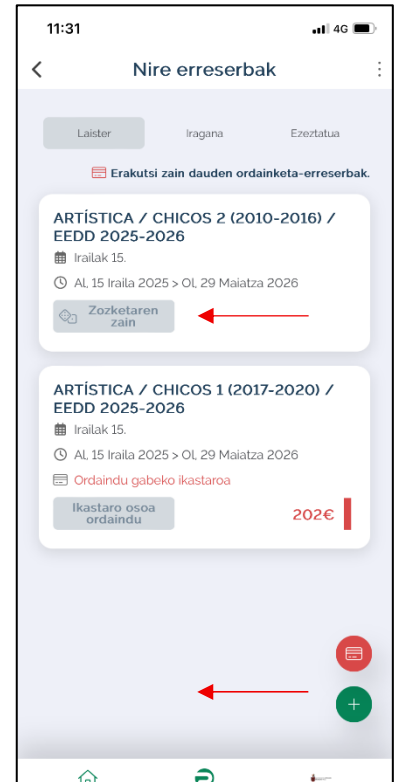 11:31
4G
Nire erreserbak
Laister
Iragana
Ezeztatua
Erakutsi zain dauden ordainketa-erreserbak.
ARTÍSTICA / CHICOS 2 (2010-2016) /
EEDD 2025-2026
Irailak 15.
Al, 15 Iraila 2025 > Ol, 29 Maiatza 2026
Zozketaren
zain
ARTÍSTICA / CHICOS 1 (2017-2020) /
EEDD 2025-2026
Irailak 15.
Al, 15 Iraila 2025 > Ol, 29 Maiatza 2026
Ordaindu gabeko ikastaroa
Ikastaro osoa
ordaindu
202€